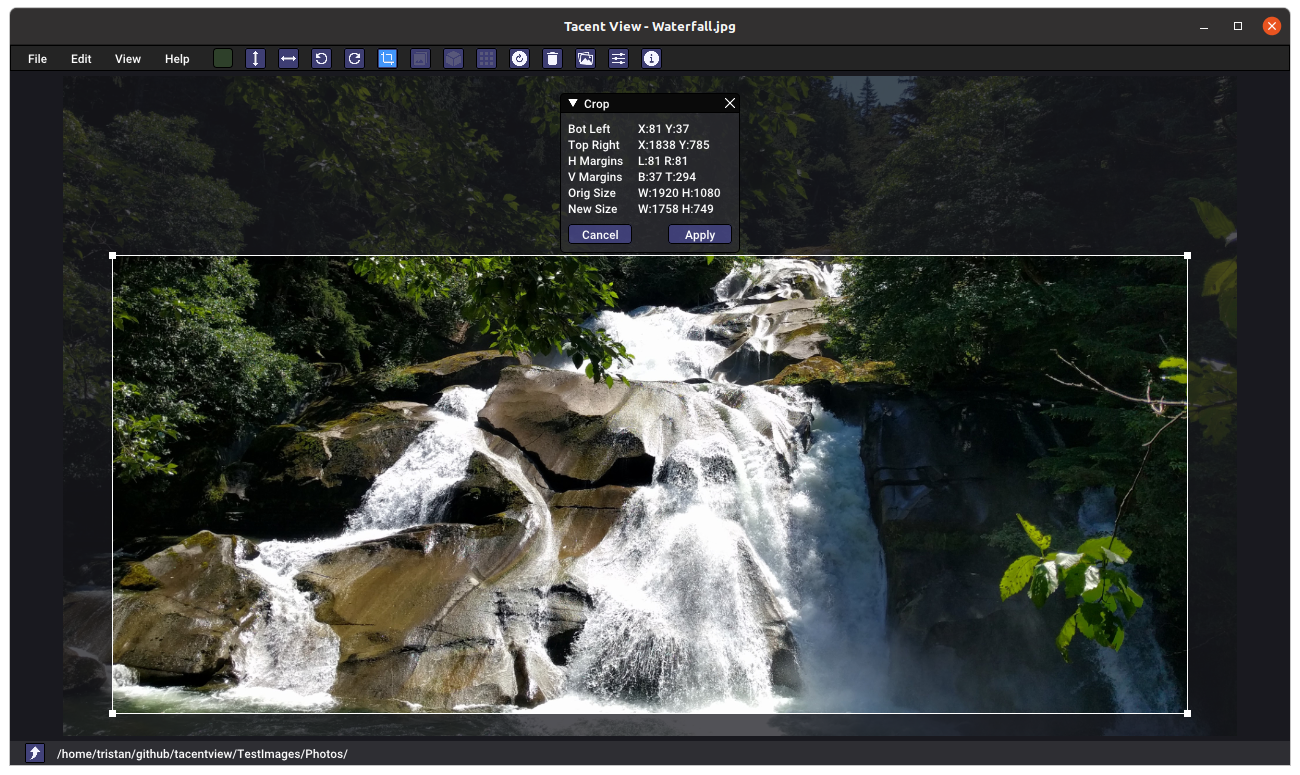 Tacent View - Waterfall.jpg
File Edit View Help
Crop
Bot Left X:81 Y:37
Top Right X:1838 Y:785
H Margins L:81 R:81
V Margins B:37 T:294
Orig Size W:1920 H:1080
New Size W:1758 H:749
Cancel Apply
/home/tristan/github/tacentview/TestImages/Photos/